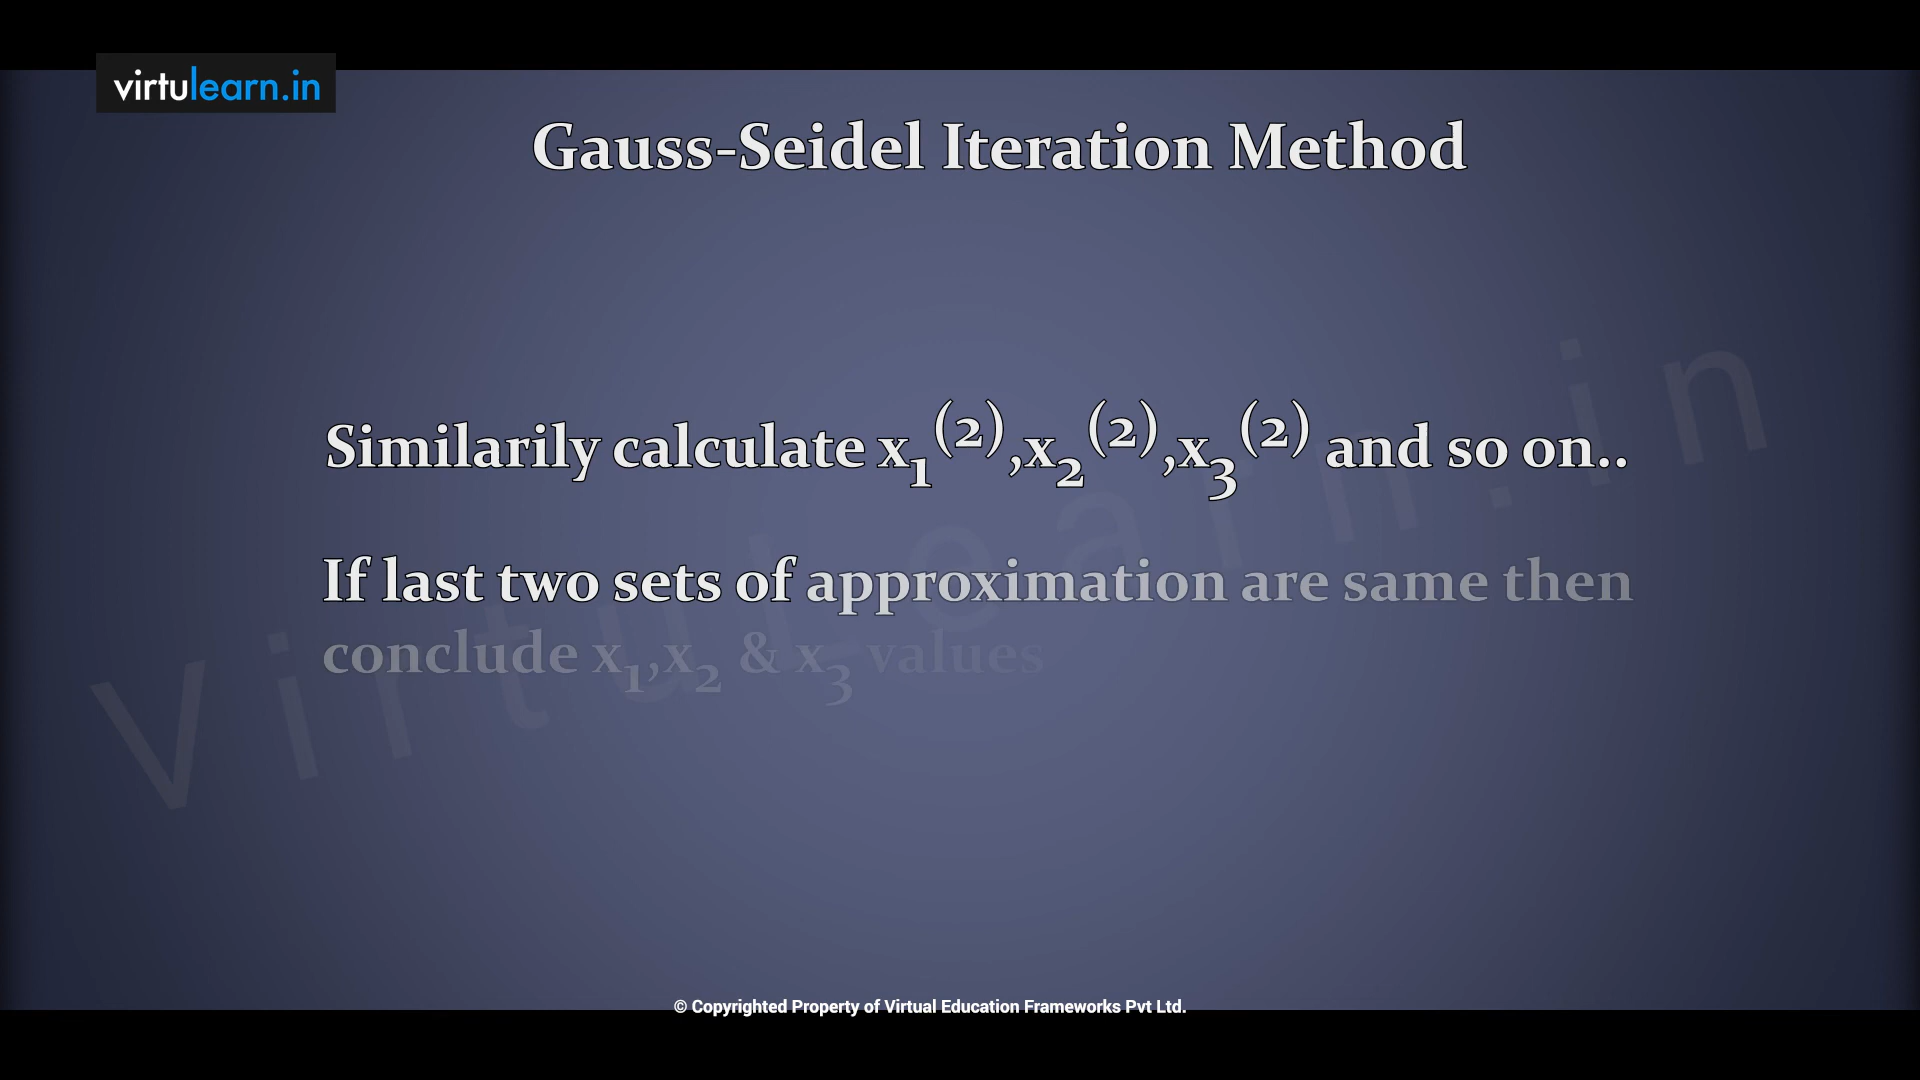 virtulearn.in
Gauss-Seidel Iteration Method
Similarily calculate x₁⁽²⁾,x₂⁽²⁾,x₃⁽²⁾ and so on..
If last two sets of approximation are same then
conclude x₁,x₂ & x₃ values
Virtulearn.in
© Copyrighted Property of Virtual Education Frameworks Pvt Ltd.